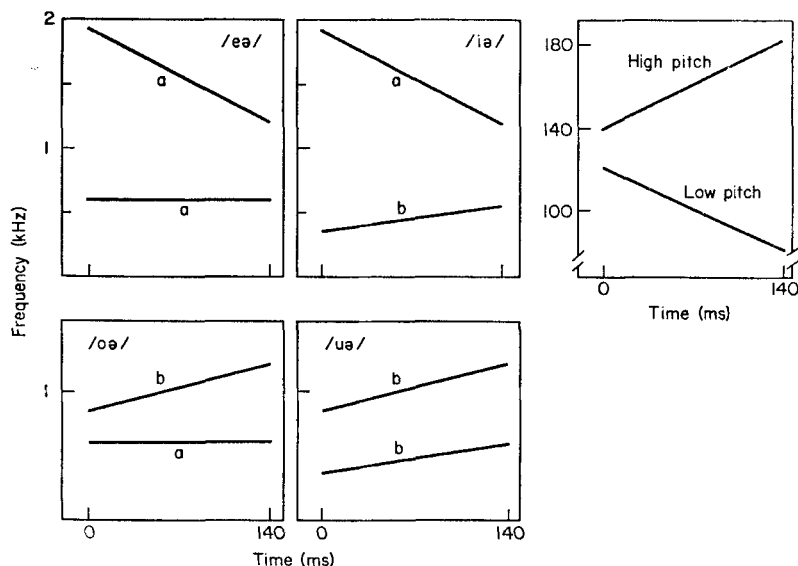 2
/eə/
a
1
a
/iə/
a
b
180
High pitch
140
Low pitch
100
0
140
Time (ms)
Frequency (kHz)
/oə/
b
1
a
0
140
/uə/
b
b
0
140
Time (ms)